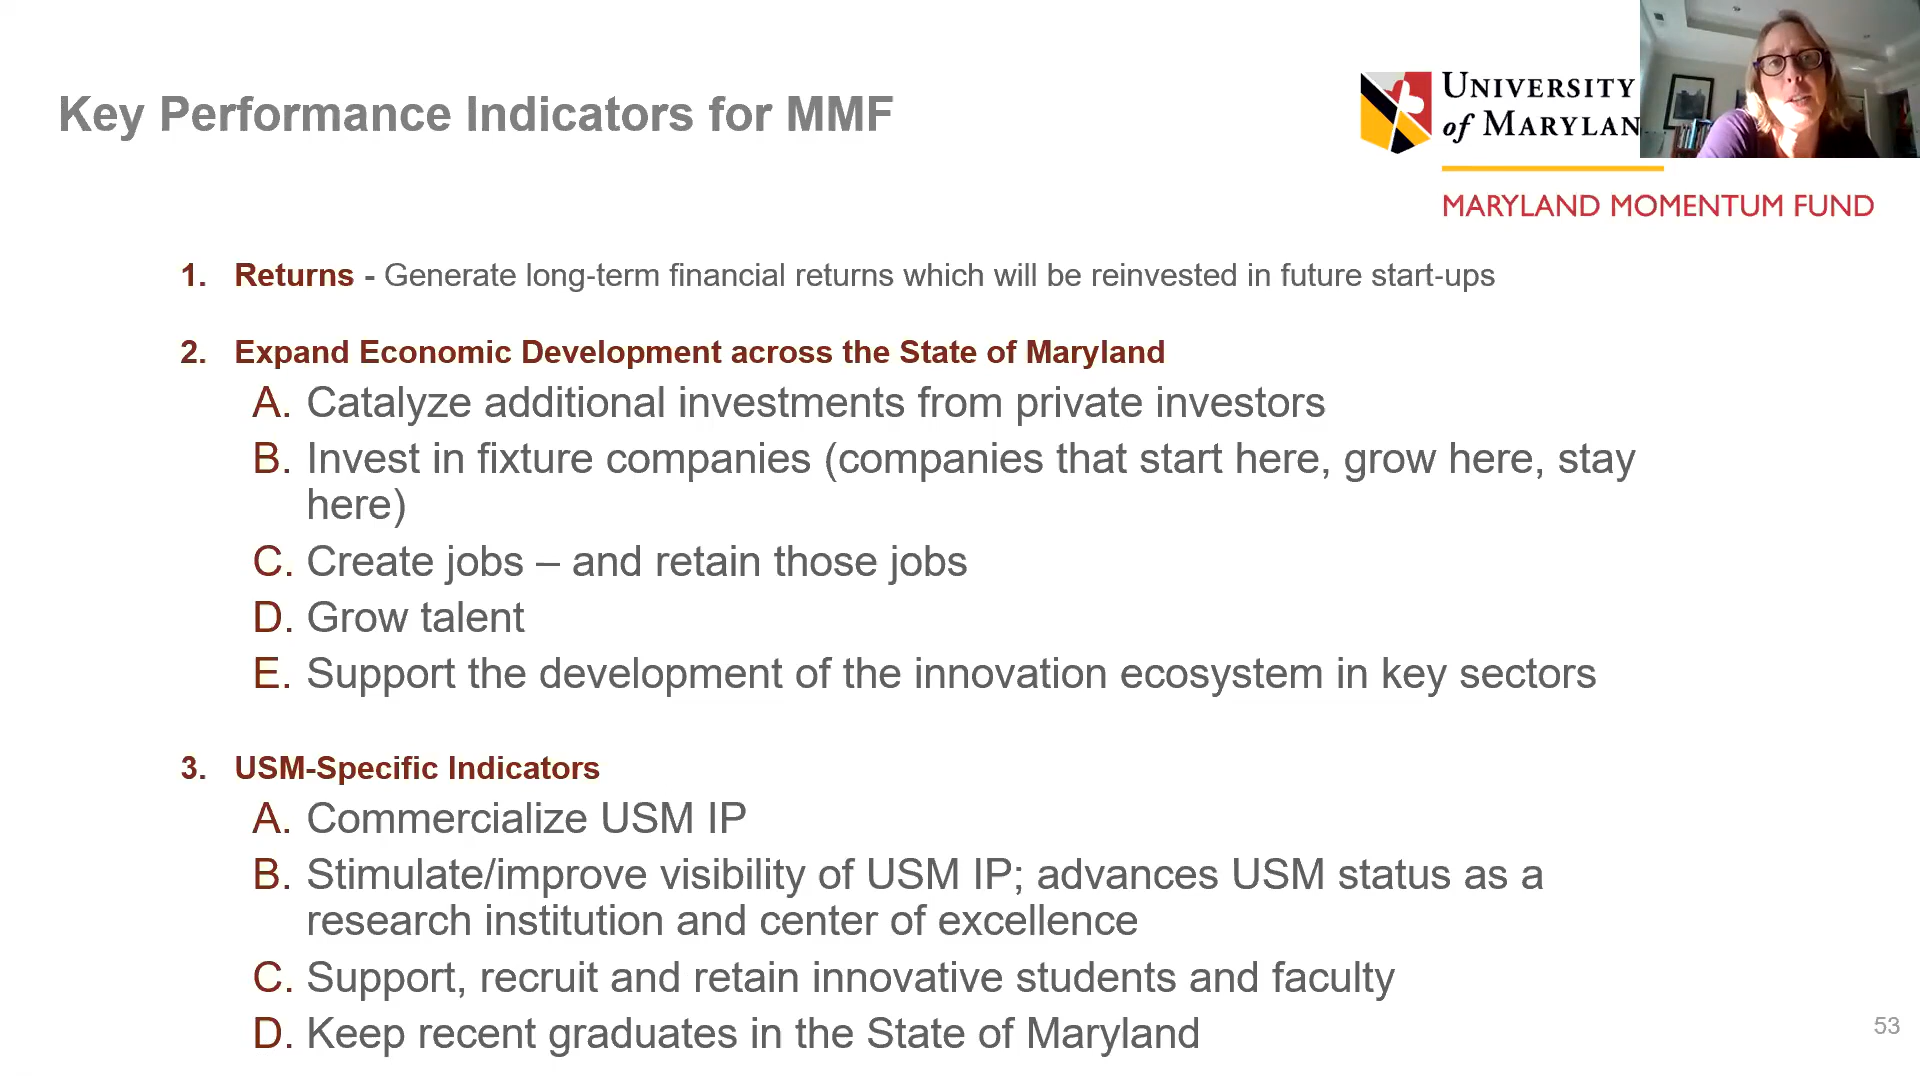 Key Performance Indicators for MMF
UNIVERSITY
of MARYLAN
MARYLAND MOMENTUM FUND
1. Returns - Generate long-term financial returns which will be reinvested in future start-ups
2. Expand Economic Development across the State of Maryland
A. Catalyze additional investments from private investors
B. Invest in fixture companies (companies that start here, grow here, stay
here)
C. Create jobs – and retain those jobs
D. Grow talent
E. Support the development of the innovation ecosystem in key sectors
3. USM-Specific Indicators
A. Commercialize USM IP
B. Stimulate/improve visibility of USM IP; advances USM status as a
research institution and center of excellence
C. Support, recruit and retain innovative students and faculty
D. Keep recent graduates in the State of Maryland
53